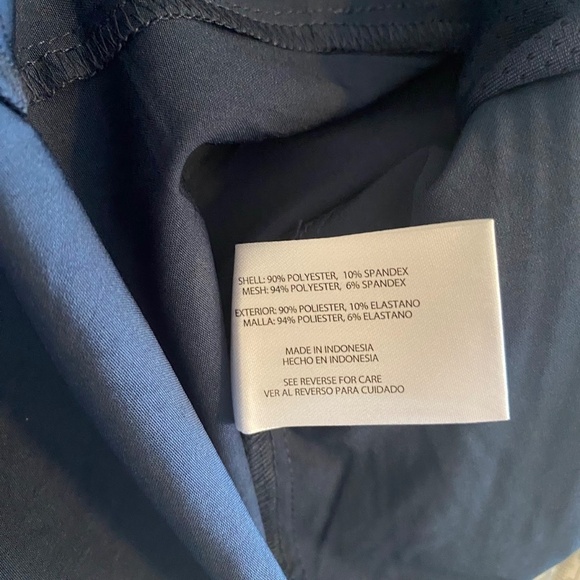 SHELL: 90% POLYESTER, 10% SPANDEX
MESH: 94% POLYESTER, 6% SPANDEX
EXTERIOR: 90% POLIESTER, 10% ELASTANO
MALLA: 94% POLIESTER, 6% ELASTANO
MADE IN INDONESIA
HECHO EN INDONESIA
SEE REVERSE FOR CARE
VER AL REVERSO PARA CUIDADO